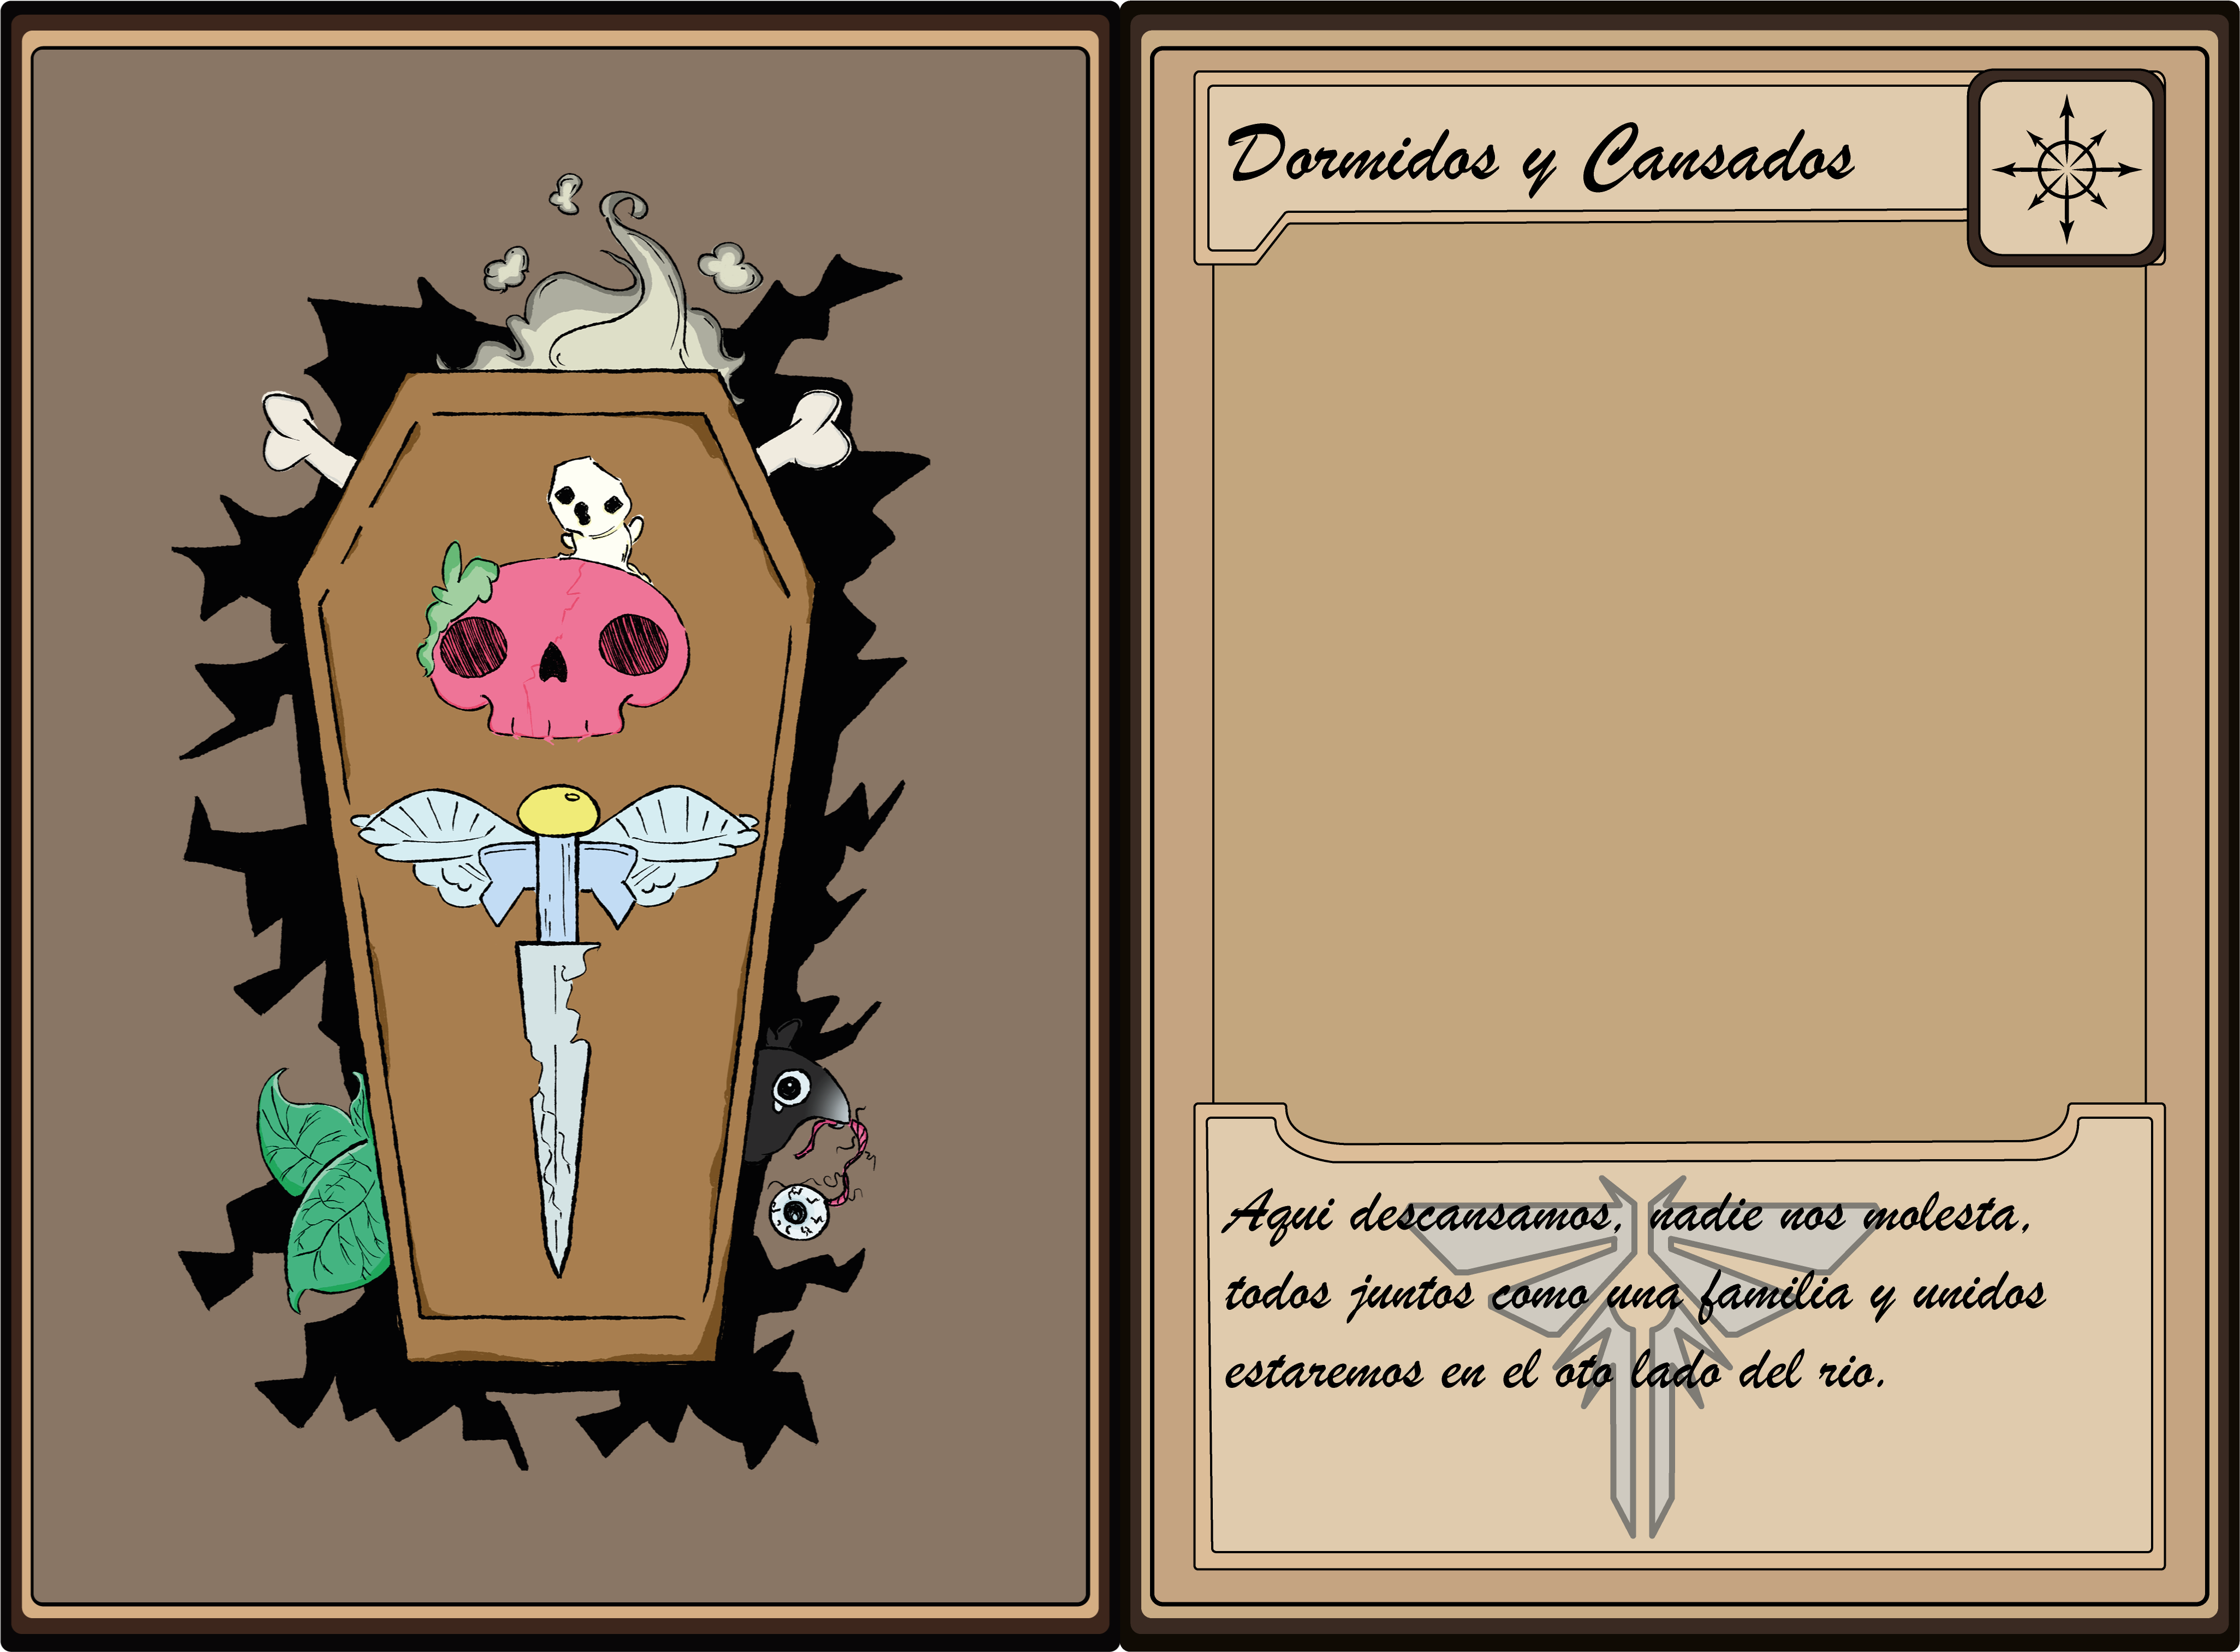 Dormidos y Cansados
Aqui descansamos, nadie nos molesta,
todos juntos como una familia y unidos
estaremos en el oto lado del rio.